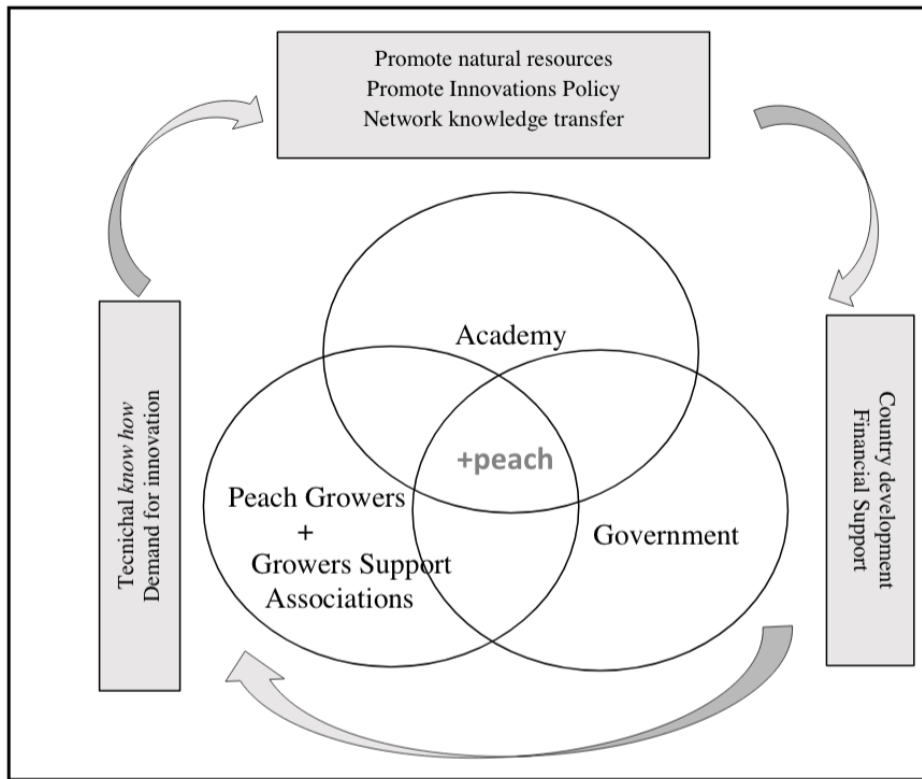 Promote natural resources
Promote Innovations Policy
Network knowledge transfer
Academy
+peach
Peach Growers
+
Growers Support
Associations
Government
Tecnichal know how
Demand for innovation
Country development
Financial Support